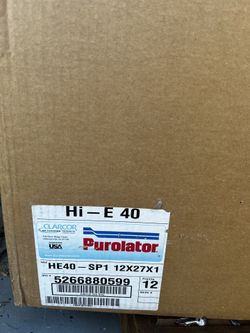 Hi-E 40
CLARCOR
USA
Purolator
HE40-SP1 12X27X1
5266880599
12